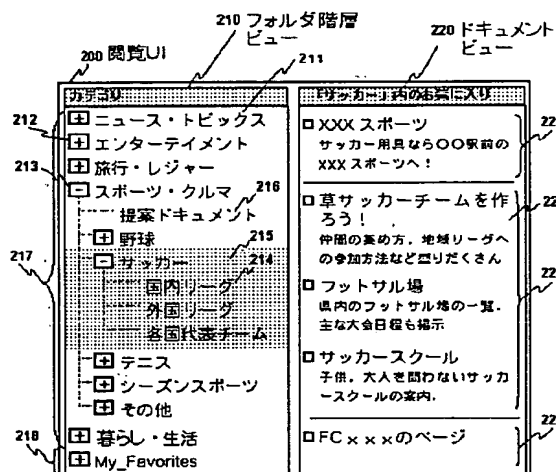 200 閲覧UI
210 フォルダ階層
ビュー
211
220 ドキュメント
ビュー
カテゴリ
212
ニュース・トピックス
エンターテイメント
213
旅行・レジャー
スポーツ・クルマ
216
提案ドキュメント
野球
215
サッカー
214
国内リーグ
217
外国リーグ
各国代表チーム
テニス
シーズンスポーツ
その他
暮らし・生活
218
My_Favorites
「サッカー」内のお気に入り
XXX スポーツ
サッカー用具なら〇〇駅前の
XXX スポーツへ!
草サッカーチームを作
ろう!
仲間の集め方、地域リーグへ
の参加方法など盛りだくさん
フットサル場
県内のフットサル場の一覧。
主な大会日程も掲示
サッカースクール
子供、大人を問わないサッカ
ースクールの案内。
FC×××のページ